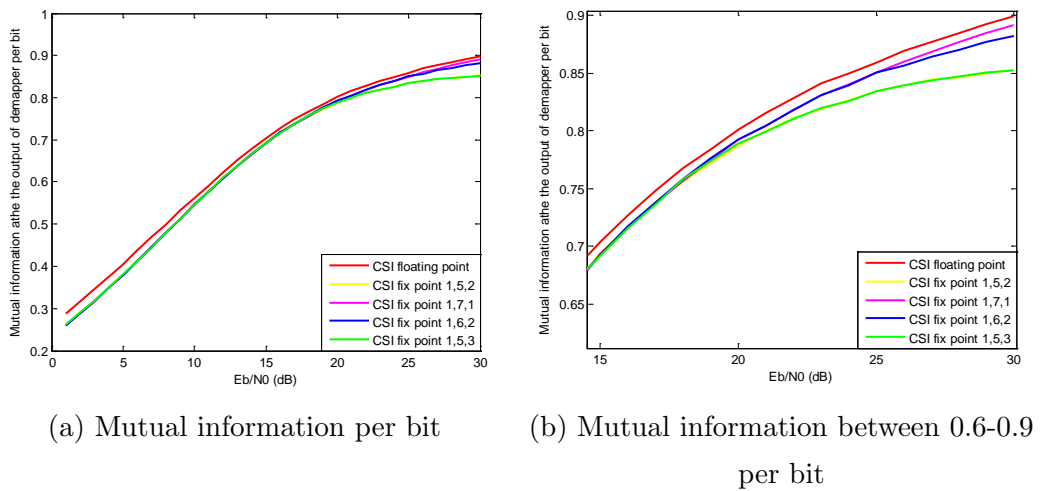 1
0.9
0.8
0.7
0.6
0.5
0.4
0.3
0.2
0
5
10
15
20
25
30
Eb/N0 (dB)
Mutual information athe the output of demapper per bit
CSI floating point
CSI fix point 1,5,2
CSI fix point 1,7,1
CSI fix point 1,6,2
CSI fix point 1,5,3
(a) Mutual information per bit
0.9
0.85
0.8
0.75
0.7
0.65
15
20
25
30
Eb/N0 (dB)
Mutual information athe the output of demapper per bit
CSI floating point
CSI fix point 1,5,2
CSI fix point 1,7,1
CSI fix point 1,6,2
CSI fix point 1,5,3
(b) Mutual information between 0.6-0.9
per bit